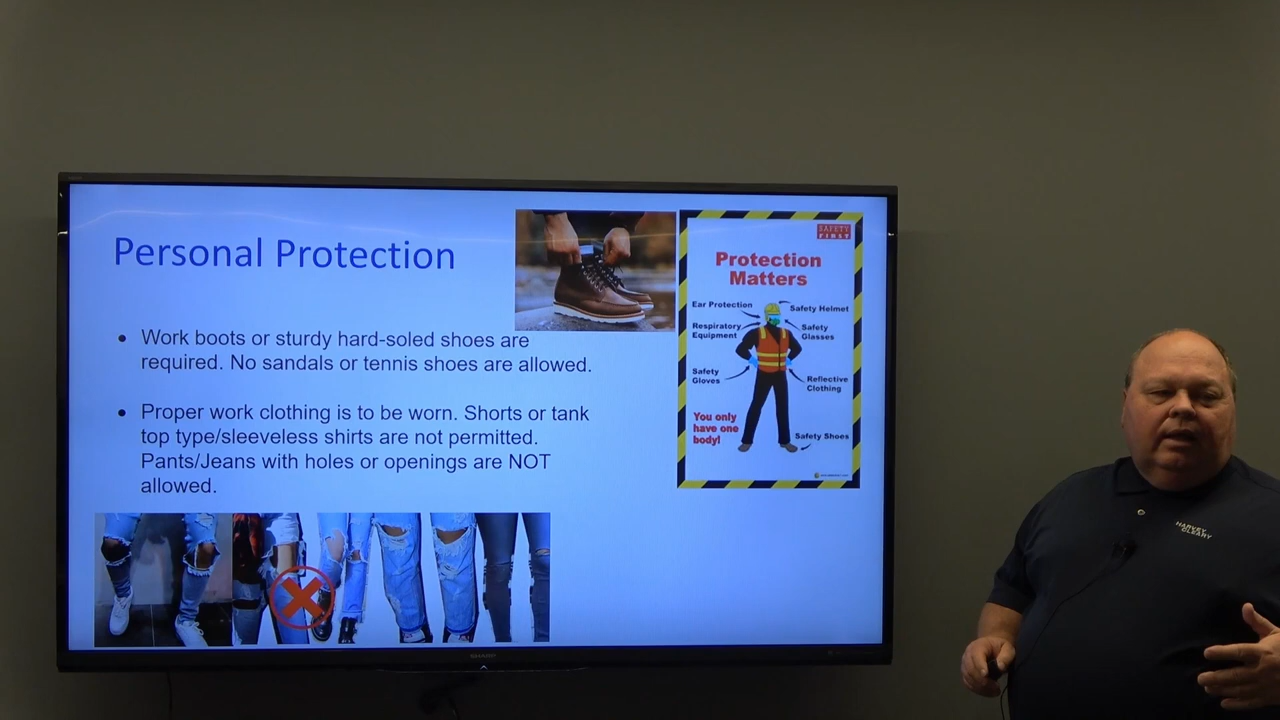 Personal Protection
• Work boots or sturdy hard-soled shoes are
required. No sandals or tennis shoes are allowed.
• Proper work clothing is to be worn. Shorts or tank
top type/sleeveless shirts are not permitted.
Pants/Jeans with holes or openings are NOT
allowed.
SAFETY
FIRST
Protection
Matters
Ear Protection
Safety Helmet
Respiratory
Equipment
Safety
Glasses
Safety
Gloves
Reflective
Clothing
You only
have one
body!
Safety Shoes
SHARP
HARVEY
CLEARY